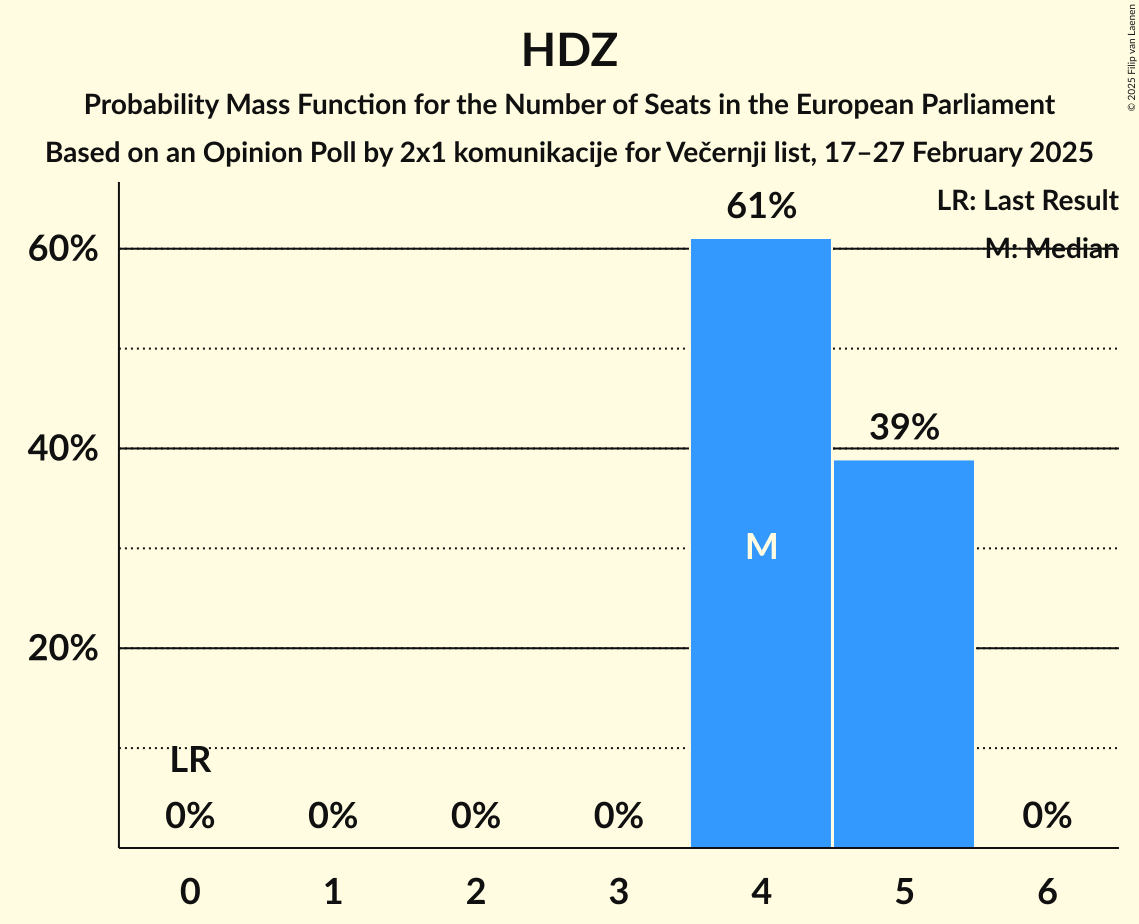 HDZ
Probability Mass Function for the Number of Seats in the European Parliament
Based on an Opinion Poll by 2x1 komunikacije for Večernji list, 17–27 February 2025
© 2025 Filip van Laenen
LR: Last Result
M: Median
61%
60%
39%
40%
M
20%
LR
0% 0% 0% 0% 0%
0 1 2 3 4 5 6